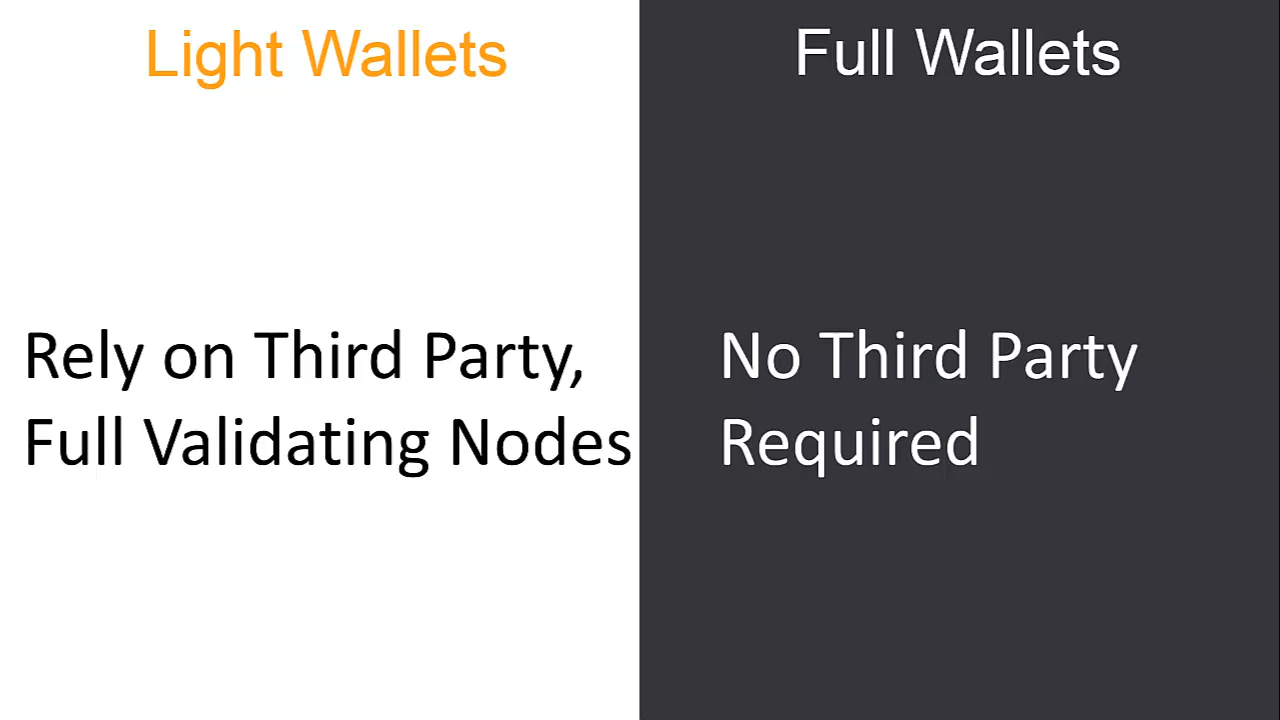 Light Wallets
Rely on Third Party,
Full Validating Nodes
Full Wallets
No Third Party
Required